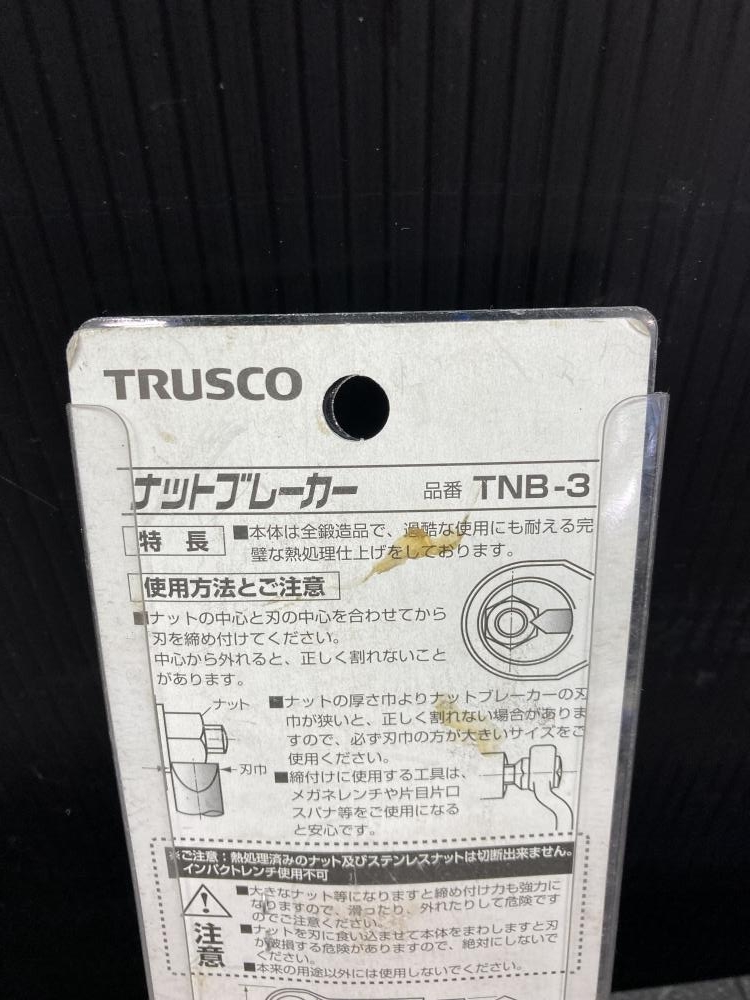 TRUSCO
ナットブレーカー 品番 TNB-3
特長
■本体は全鍛造品で、過酷な使用にも耐える完
璧な熱処理仕上げをしております。
使用方法とご注意
■ナットの中心と刃の中心を合わせてから
刃を締め付けてください。
中心から外れると、正しく割れないこと
があります。
ナット
刃巾
■ナットの厚さ巾よりナットブレーカーの刃
巾が狭いと、正しく割れない場合がありま
すので、必ず刃巾の方が大きいサイズをご
使用ください。
■締付けに使用する工具は、
メガネレンチや片目片口
スパナ等をご使用になる
と安心です。
※ご注意：熱処理済みのナット及びステンレスナットは切断出来ません。
インパクトレンチ使用不可
注意
■大きなナット等になりますと締め付け力も強力に
なりますので、滑ったり、外れたりして危険です
のでご注意ください。
■ナットを刃に食い込ませて本体をまわしますと刃
が破損する危険がありますので、絶対にしないで
ください。
■本来の用途以外には使用しないでください。